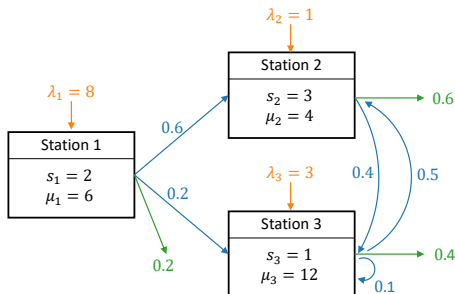 λ₂ = 1
Station 2
s₂ = 3
μ₂ = 4
0.6
λ₁ = 8
Station 1
s₁ = 2
μ₁ = 6
0.6
0.2
0.2
0.4
0.5
λ₃ = 3
Station 3
s₃ = 1
μ₃ = 12
0.4
0.1